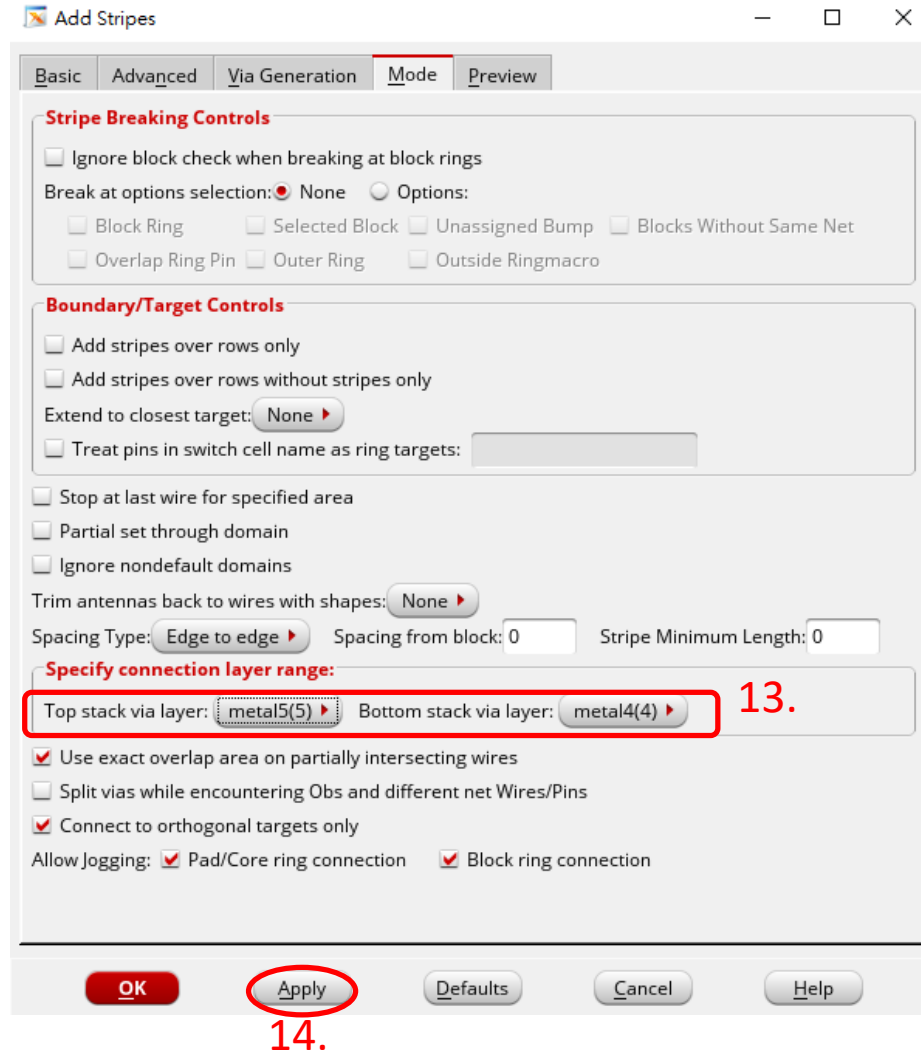 Add Stripes
Basic Advanced Via Generation Mode Preview
Stripe Breaking Controls
Ignore block check when breaking at block rings
Break at options selection: None Options:
Block Ring Selected Block Unassigned Bump Blocks Without Same Net
Overlap Ring Pin Outer Ring Outside Ringmacro
Boundary/Target Controls
Add stripes over rows only
Add stripes over rows without stripes only
Extend to closest target: None
Treat pins in switch cell name as ring targets:
Stop at last wire for specified area
Partial set through domain
Ignore nondefault domains
Trim antennas back to wires with shapes: None
Spacing Type: Edge to edge Spacing from block: 0 Stripe Minimum Length: 0
Specify connection layer range:
Top stack via layer: metal5(5) Bottom stack via layer: metal4(4) 13.
Use exact overlap area on partially intersecting wires
Split vias while encountering Obs and different net Wires/Pins
Connect to orthogonal targets only
Allow Jogging: Pad/Core ring connection Block ring connection
OK Apply Defaults Cancel Help
14.